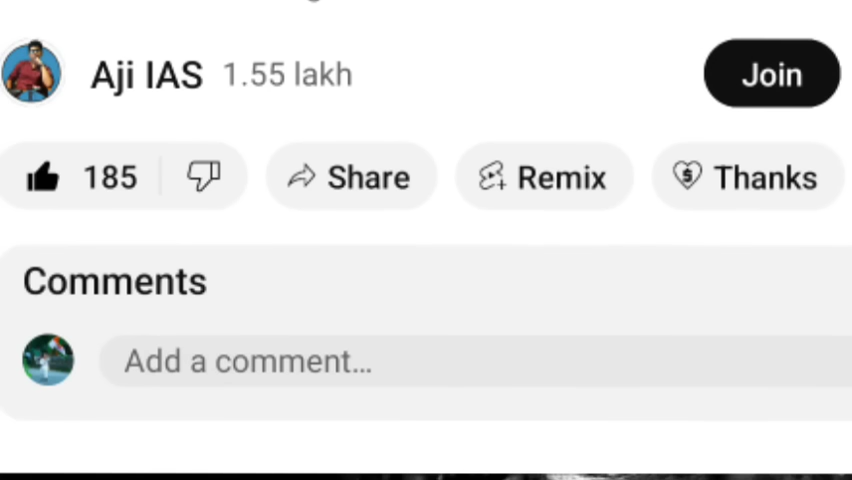 Aji IAS 1.55 lakh Join
185 Share Remix Thanks
Comments
Add a comment...